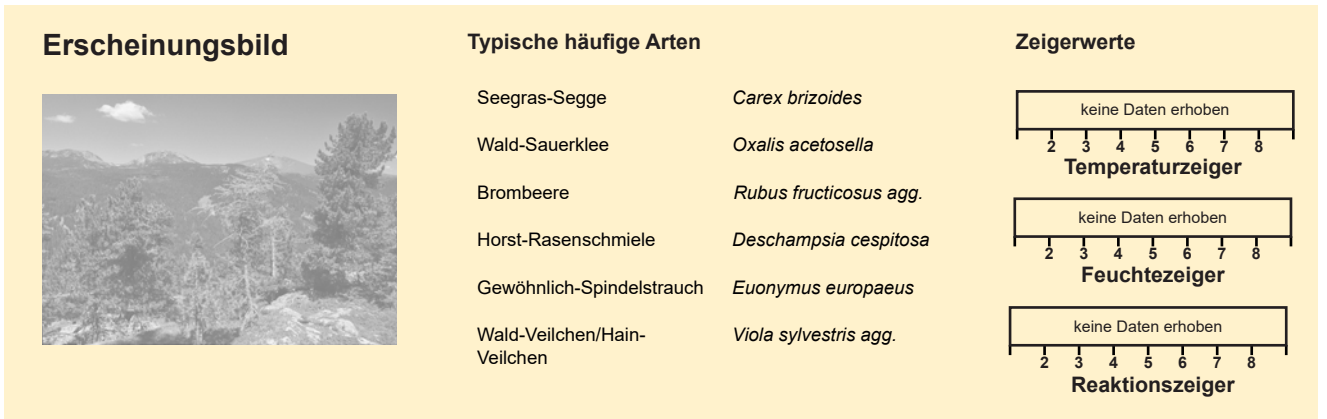 Erscheinungsbild
Typische häufige Arten
Seegras-Segge Carex brizoides
Wald-Sauerklee Oxalis acetosella
Brombeere Rubus fructicosus agg.
Horst-Rasenschmiele Deschampsia cespitosa
Gewöhnlich-Spindelstrauch Euonymus europaeus
Wald-Veilchen/Hain- Viola sylvestris agg.
Veilchen
Zeigerwerte
keine Daten erhoben
2 3 4 5 6 7 8
Temperaturzeiger
keine Daten erhoben
2 3 4 5 6 7 8
Feuchtezeiger
keine Daten erhoben
2 3 4 5 6 7 8
Reaktionszeiger